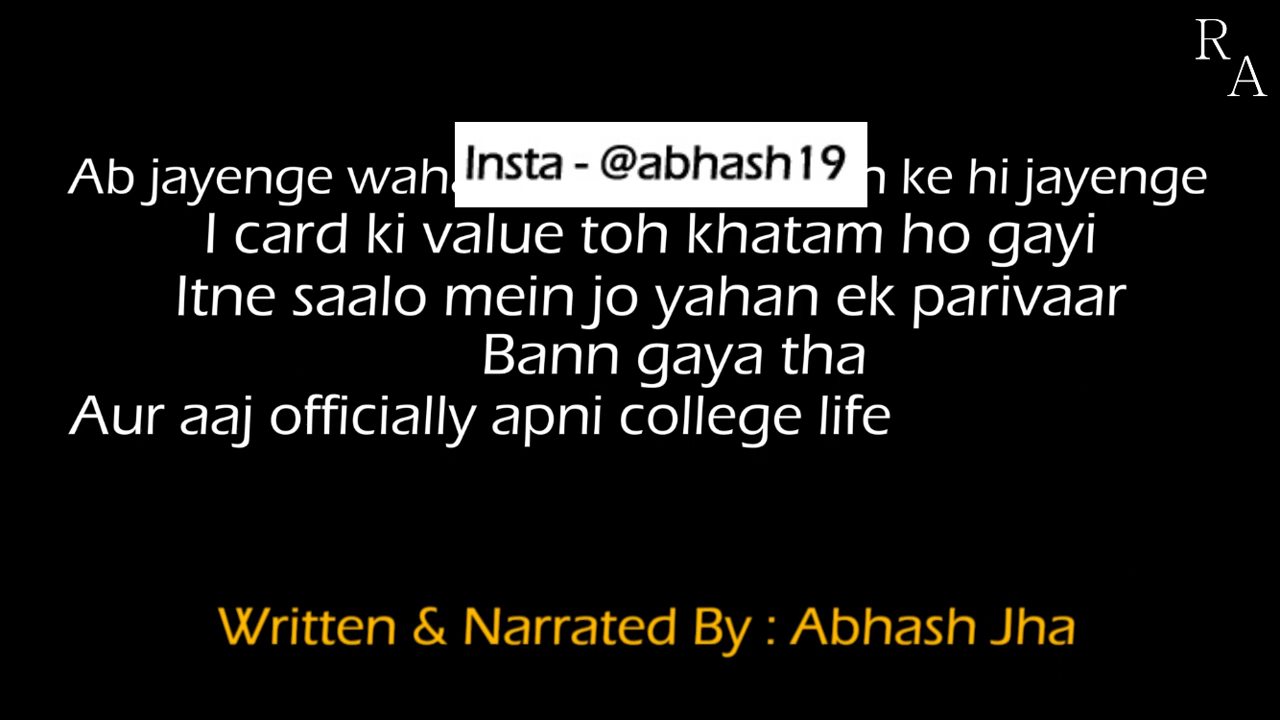 R
A
Insta - @abhash19
Ab jayenge ke hi jayenge
I card ki value toh khatam ho gayi
Itne saalo mein jo yahan ek parivaar
Bann gaya tha
Aur aaj officially apni college life
Written & Narrated By : Abhash Jha